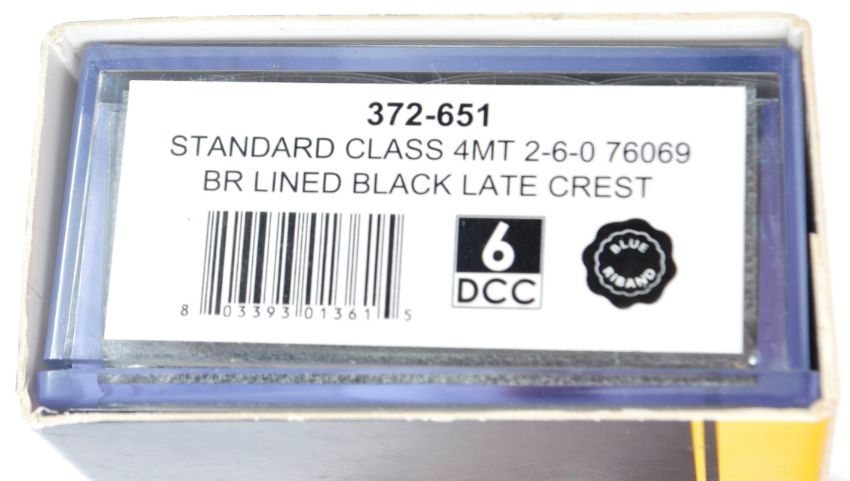 372-651
STANDARD CLASS 4MT 2-6-0 76069
BR LINED BLACK LATE CREST
6
DCC
BLUE
RIBAND
8 03393 01361 5